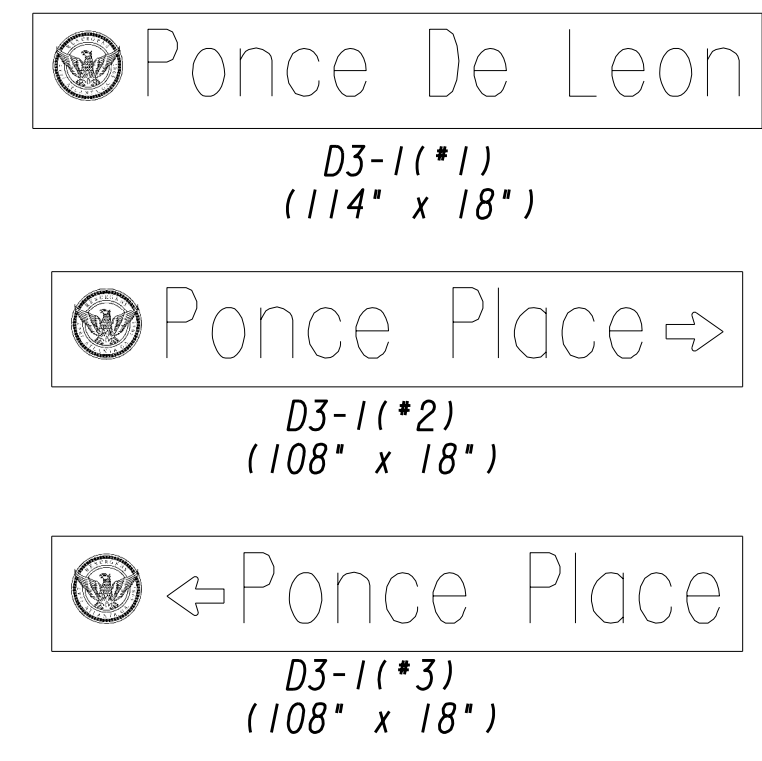 Ponce De Leon
D3-1(#1)
(114" x 18")
Ponce Place
D3-1(#2)
(108" x 18")
Ponce Place
D3-1(#3)
(108" x 18")